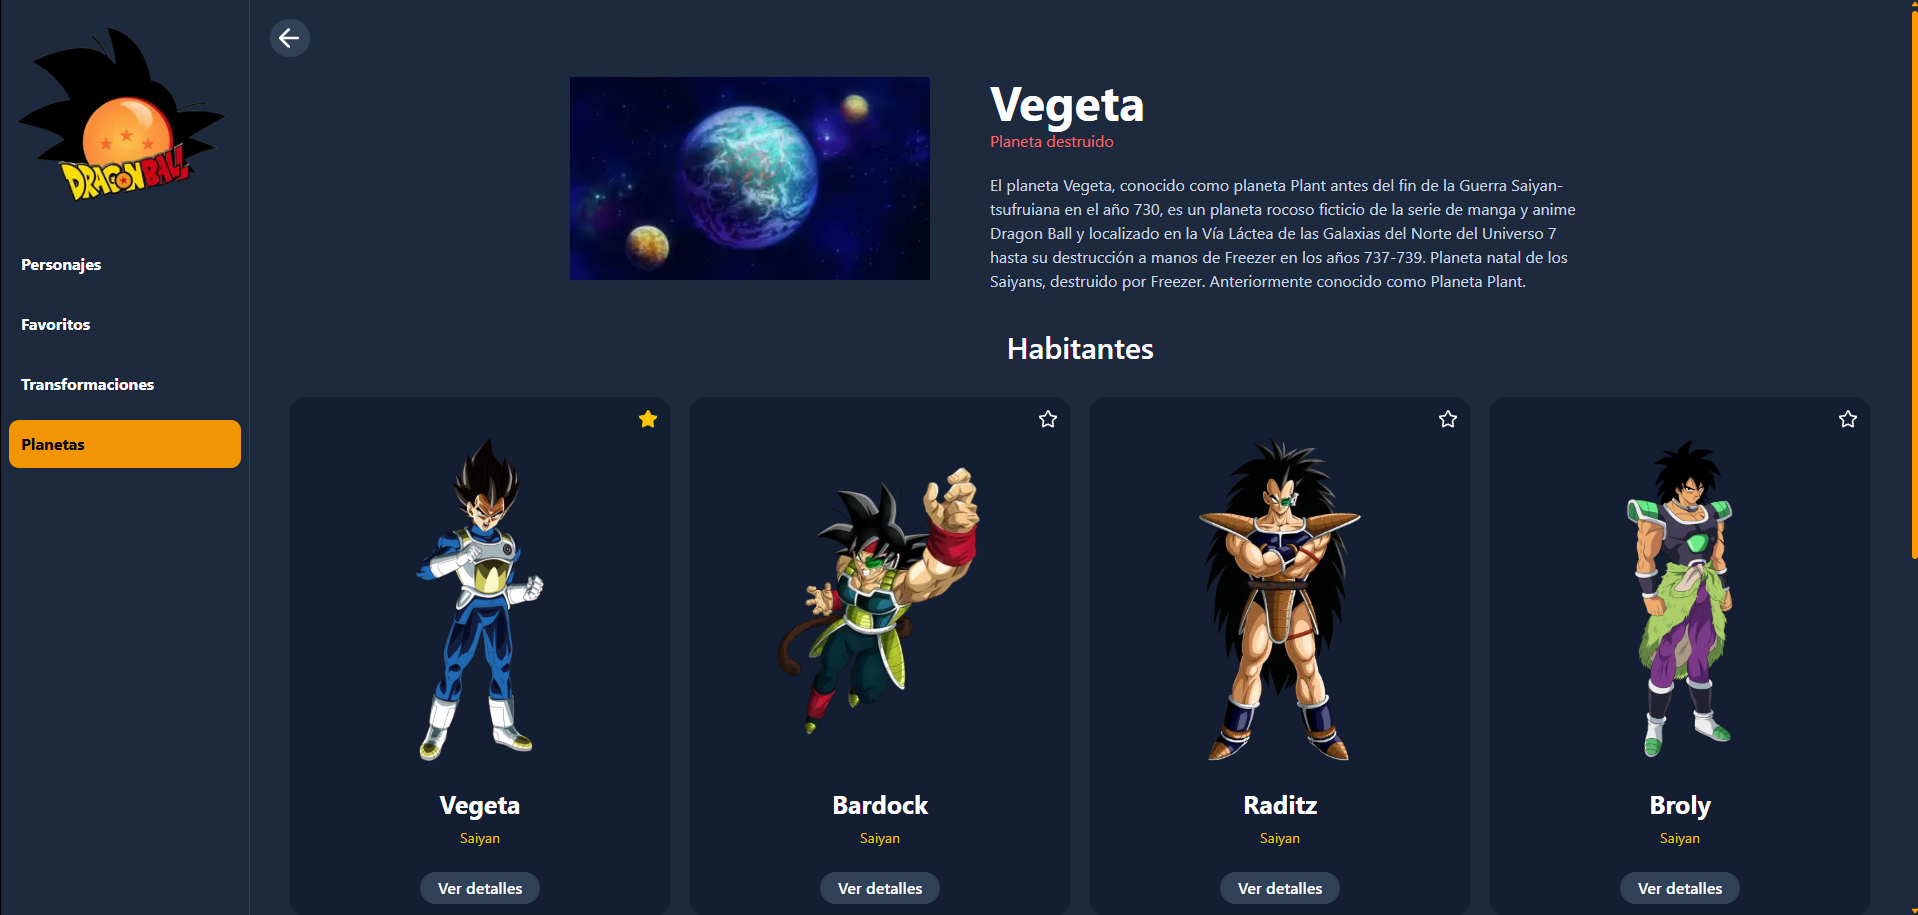 DRAGON BALL
Personajes
Favoritos
Transformaciones
Planetas
Vegeta
Planeta destruido
El planeta Vegeta, conocido como planeta Plant antes del fin de la Guerra Saiyan-
tsufruiana en el año 730, es un planeta rocoso ficticio de la serie de manga y anime
Dragon Ball y localizado en la Vía Láctea de las Galaxias del Norte del Universo 7
hasta su destrucción a manos de Freezer en los años 737-739. Planeta natal de los
Saiyans, destruido por Freezer. Anteriormente conocido como Planeta Plant.
Habitantes
Vegeta
Saiyan
Ver detalles
Bardock
Saiyan
Ver detalles
Raditz
Saiyan
Ver detalles
Broly
Saiyan
Ver detalles